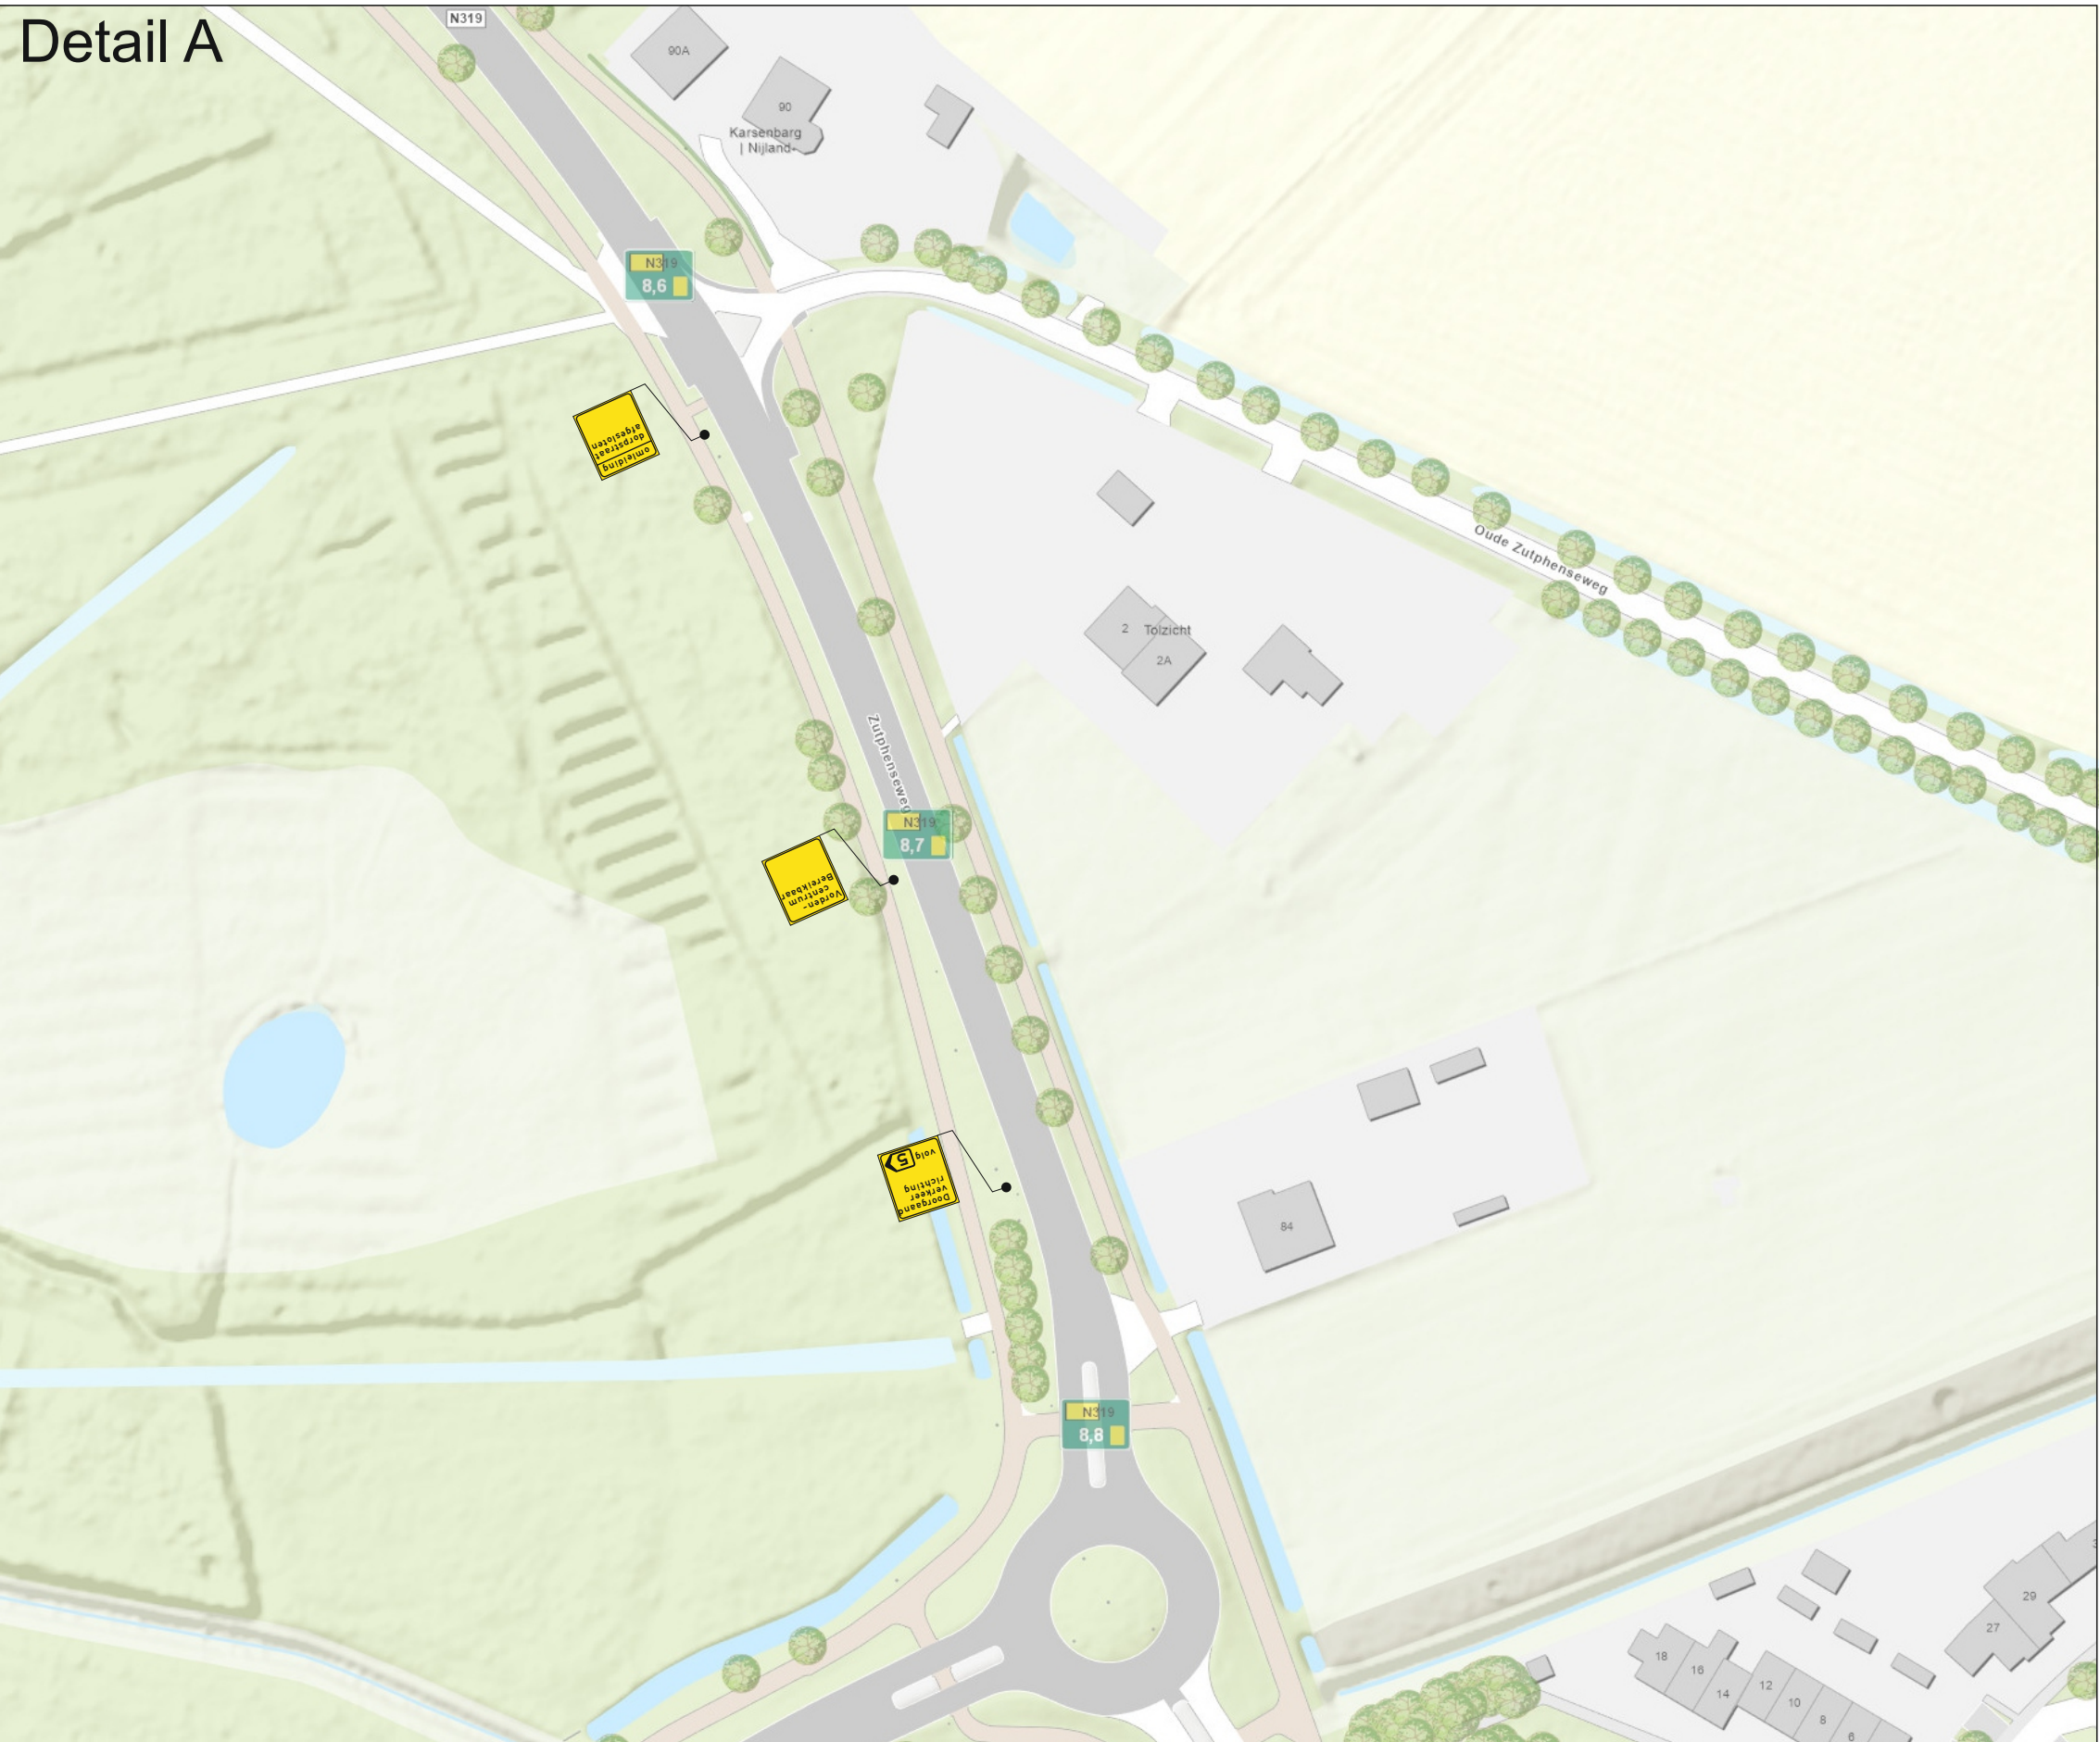 Detail A
N319
90A
90
Karsenbarg
| Nijland-
N319
8,6
omleiding
dorpstraat
afgesloten
Oude Zutphenseweg
2
Tolzicht
2A
Zutphenseweg
N319
8,7
Vorden-
centrum
Bereikbaar
Doorgaand
verkeer
richting
volg 5
84
N319
8,8
29
27
18
16
14
12
10
8
6